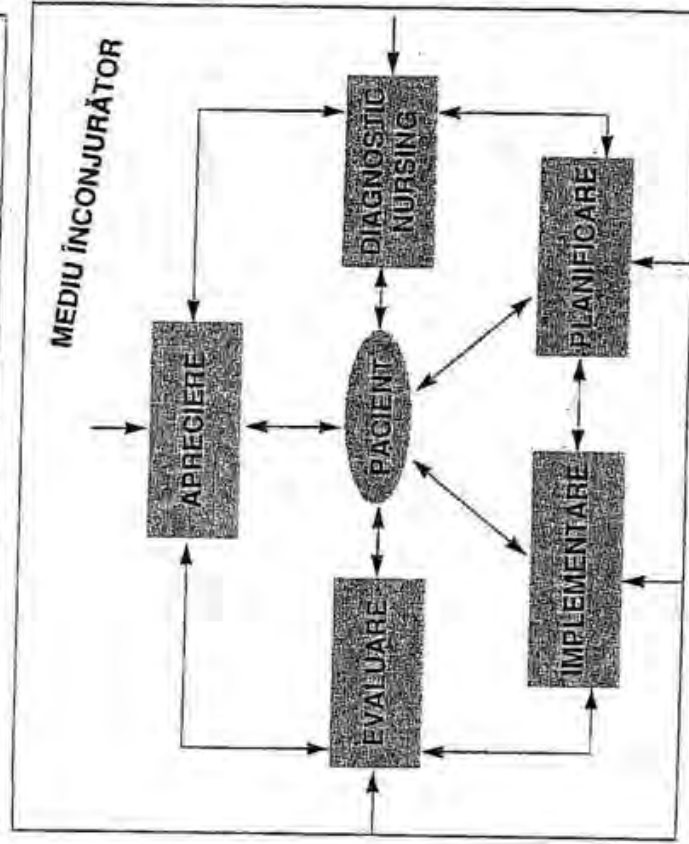 MEDIU ÎNCONJURĂTOR
APRECIERE
DIAGNOSTIC
NURSING
PACIENT
EVALUARE
PLANIFICARE
IMPLEMENTARE